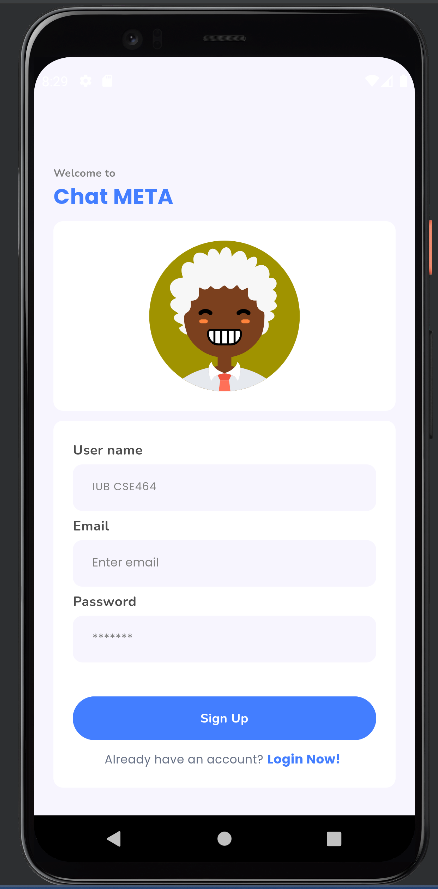 8:29
Welcome to
Chat META
User name
IUB CSE464
Email
Enter email
Password
*******
Sign Up
Already have an account? Login Now!